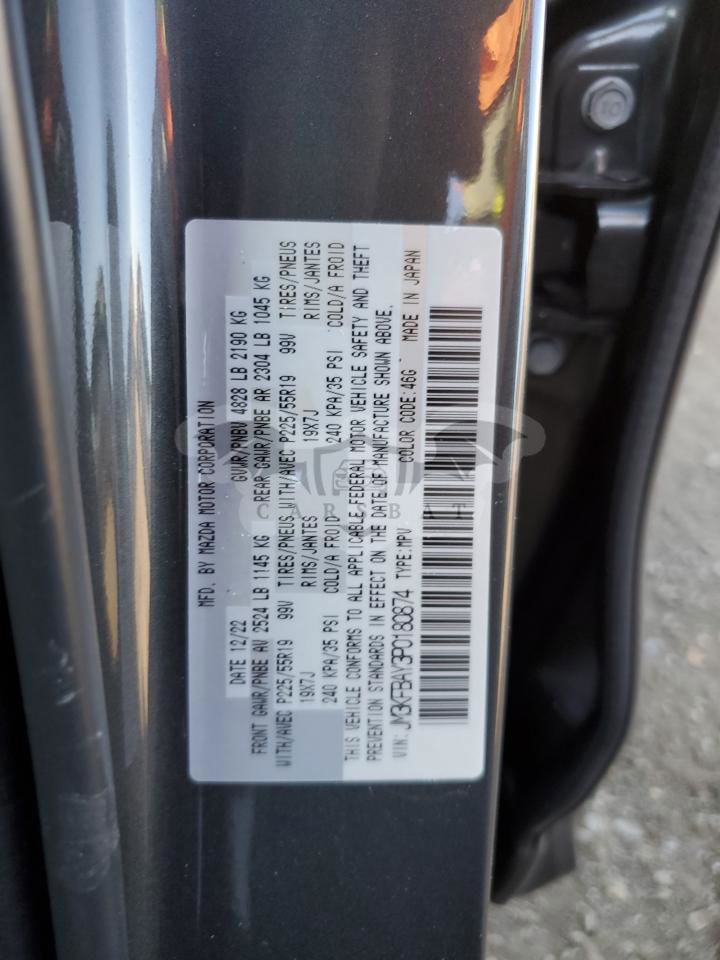 MFD. BY MAZDA MOTOR CORPORATION
DATE 12/22 GVWR/PNBV 4828 LB 2190 KG
FRONT GAWR/PNBE AV 2524 LB 1145 KG REAR GAWR/PNBE AR 2304 LB 1045 KG
WITH/AVEC P225/55R19 99V TIRES/PNEUS WITH/AVEC P225/55R19 99V TIRES/PNEUS
19X7J RIMS/JANTES 19X7J RIMS/JANTES
240 KPA/35 PSI COLD/A FROID 240 KPA/35 PSI COLD/A FROID
THIS VEHICLE CONFORMS TO ALL APPLICABLE FEDERAL MOTOR VEHICLE SAFETY AND THEFT
PREVENTION STANDARDS IN EFFECT ON THE DATE OF MANUFACTURE SHOWN ABOVE.
VIN: JM3KFBAY3P0180874 TYPE:MPV COLOR CODE:46G MADE IN JAPAN
CARSBAT
10